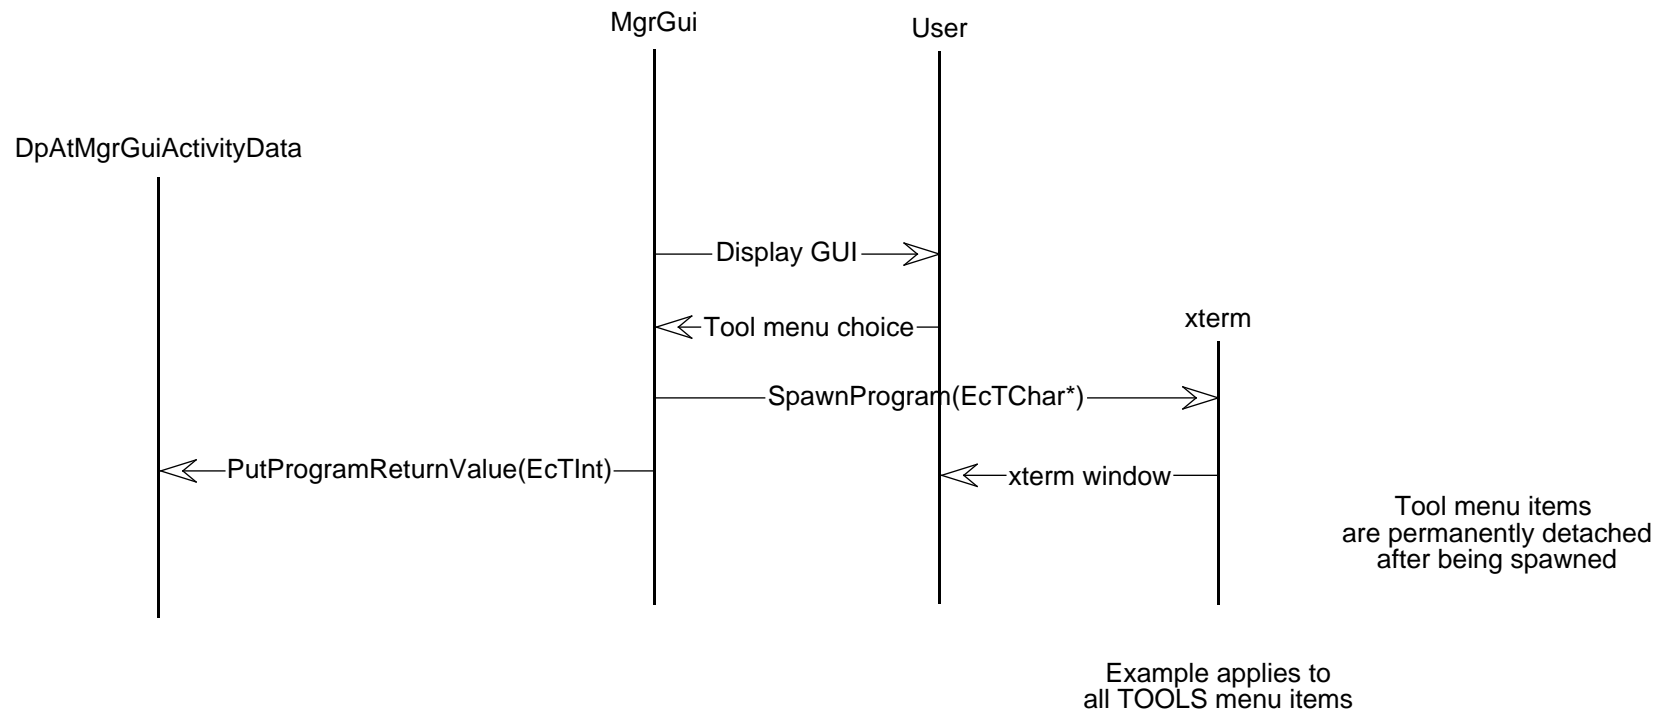 MgrGui
User
DpAtMgrGuiActivityData
Display GUI
Tool menu choice
xterm
SpawnProgram(EcTChar*)
PutProgramReturnValue(EcTInt)
xterm window
Tool menu items
are permanently detached
after being spawned
Example applies to
all TOOLS menu items